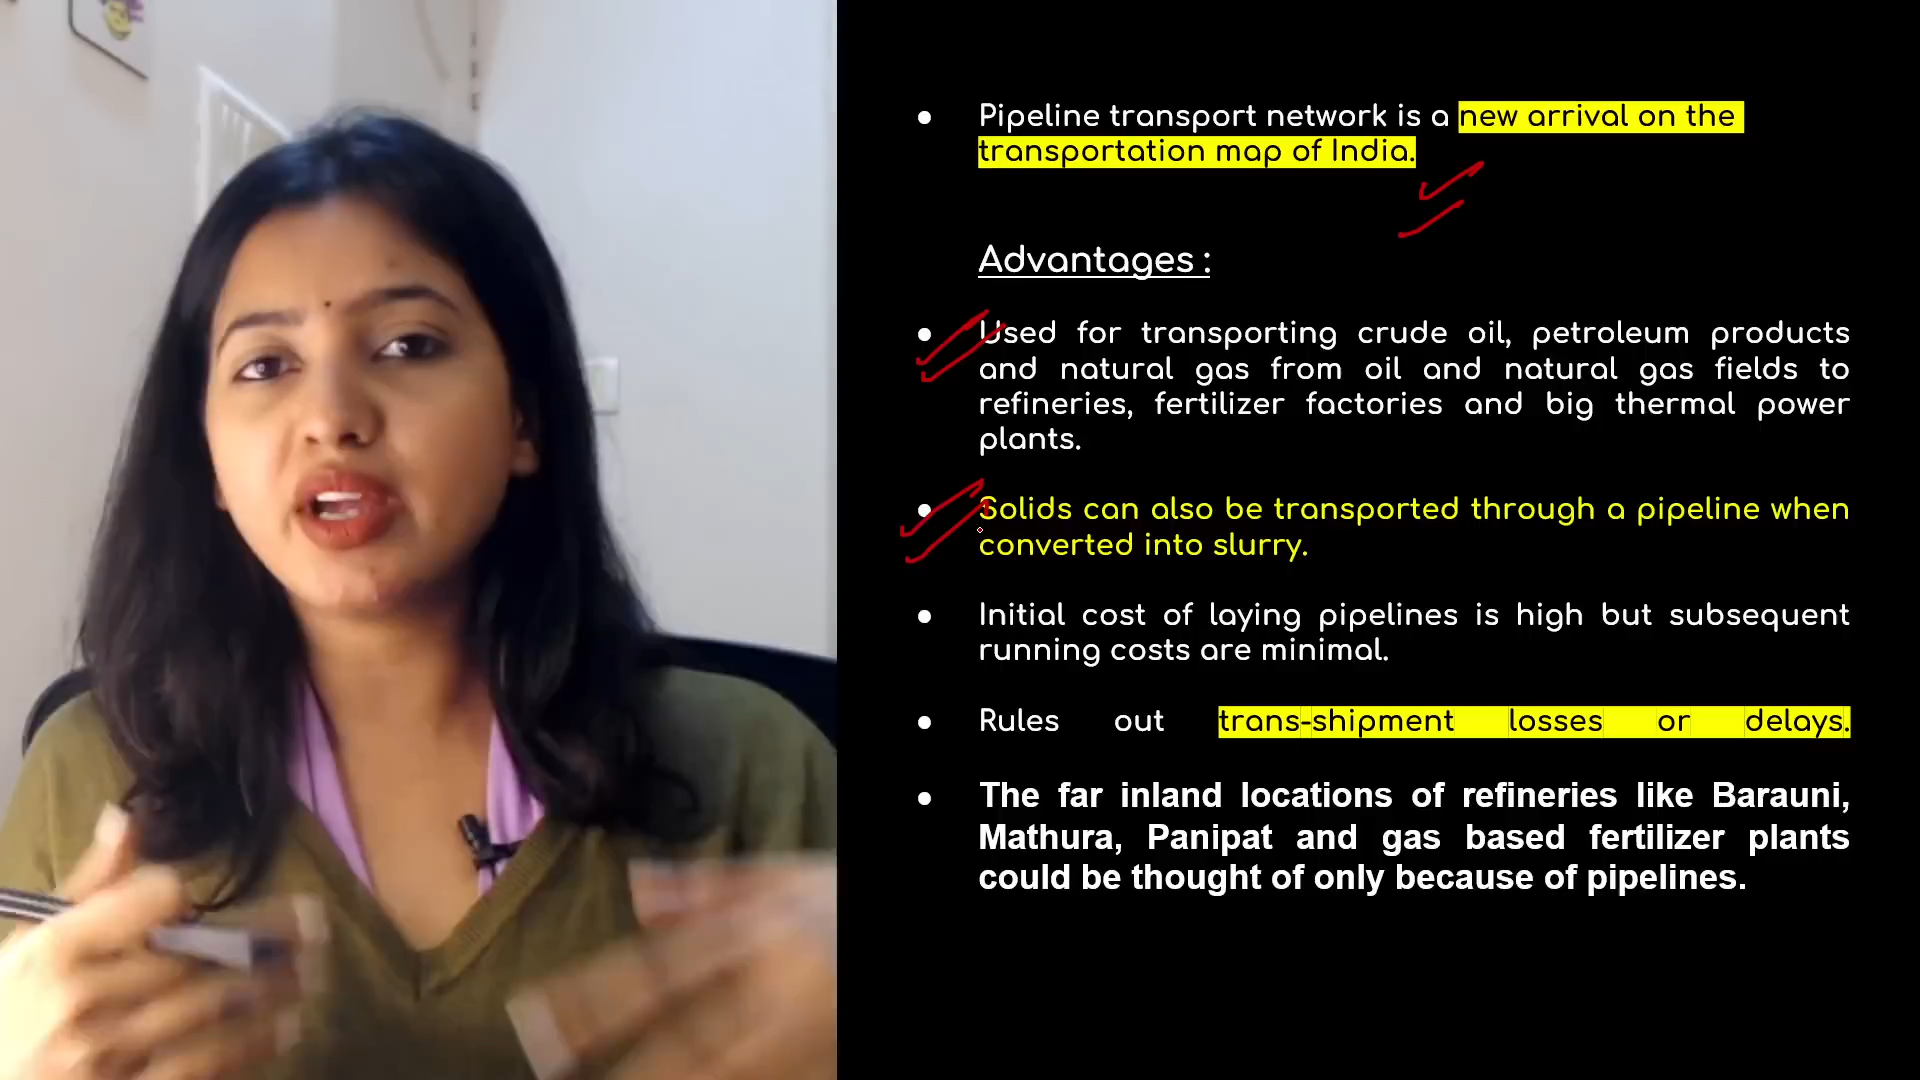 ● Pipeline transport network is a new arrival on the
transportation map of India.
Advantages :
● Used for transporting crude oil, petroleum products
and natural gas from oil and natural gas fields to
refineries, fertilizer factories and big thermal power
plants.
● Solids can also be transported through a pipeline when
converted into slurry.
● Initial cost of laying pipelines is high but subsequent
running costs are minimal.
● Rules out trans-shipment losses or delays.
● The far inland locations of refineries like Barauni,
Mathura, Panipat and gas based fertilizer plants
could be thought of only because of pipelines.